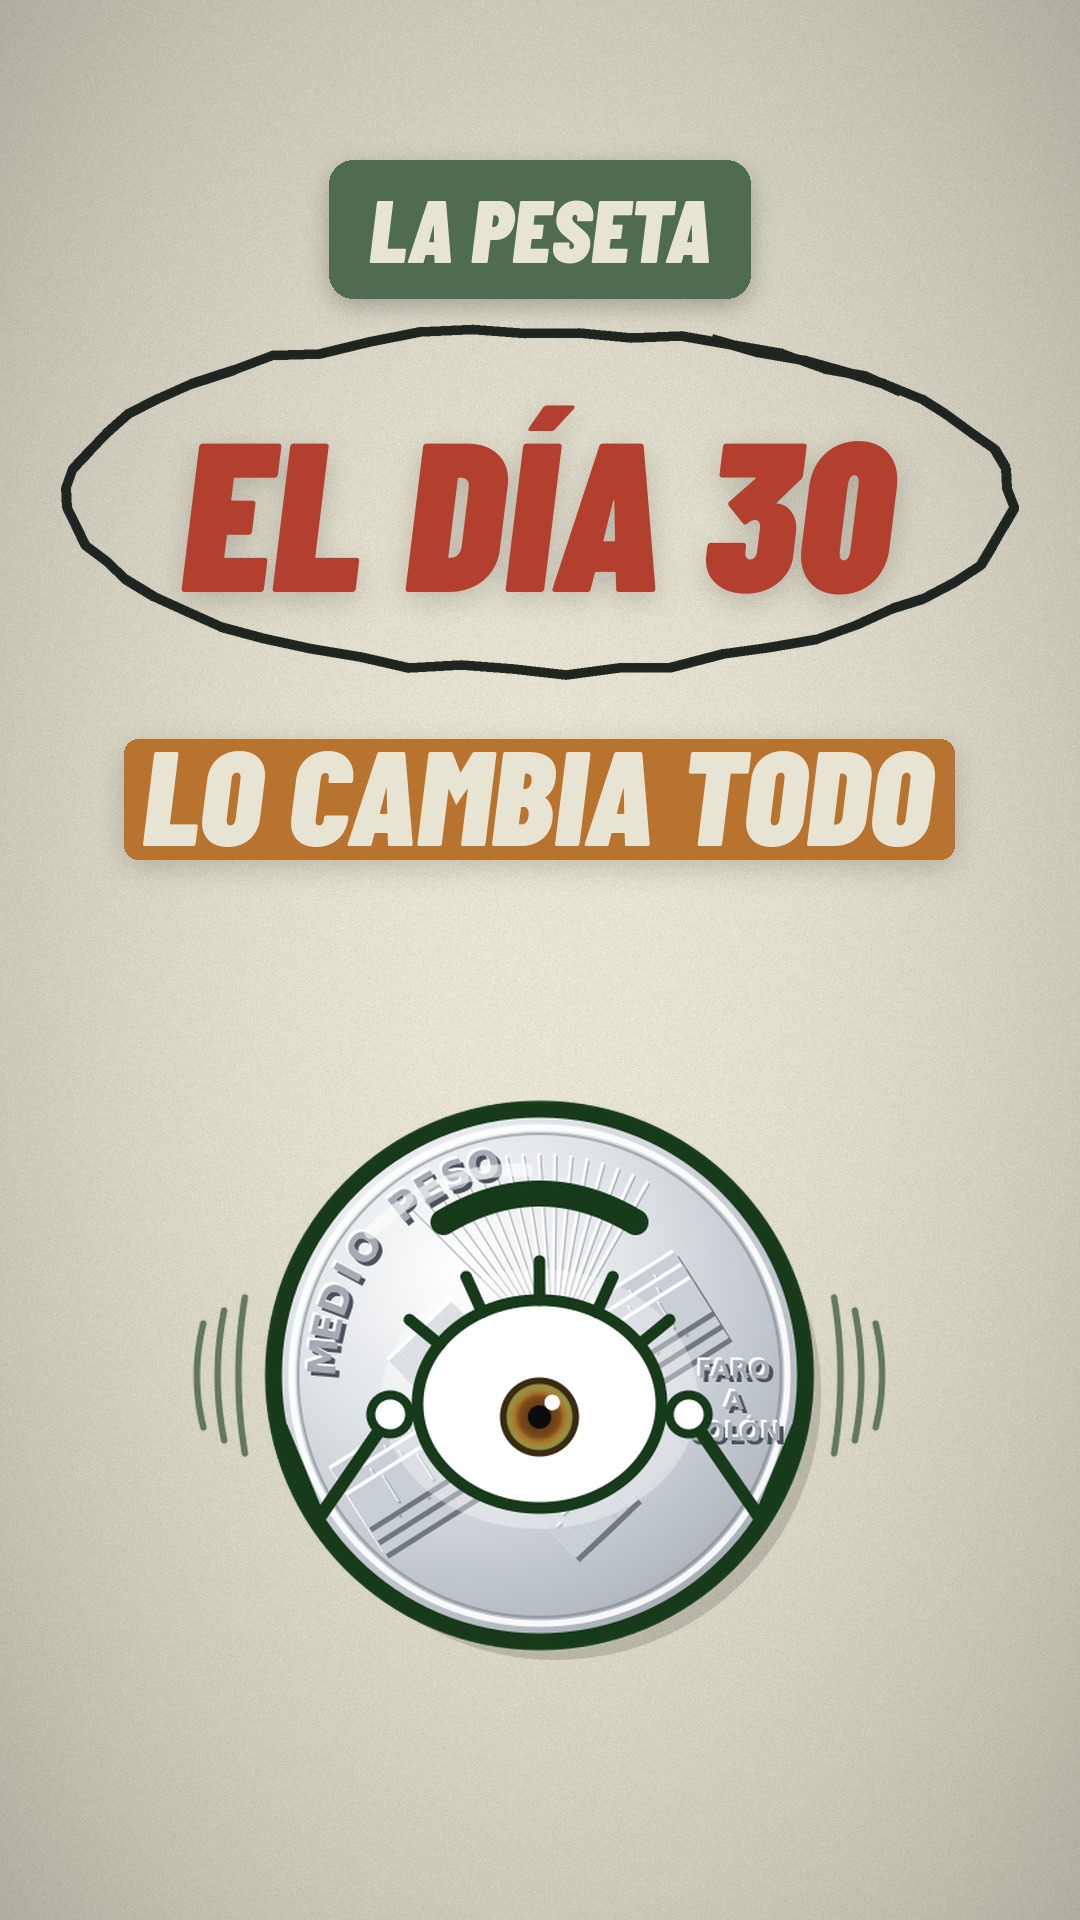 LA PESETA
EL DÍA 30
LO CAMBIA TODO
MEDIO PESO
FARO
A
COLÓN